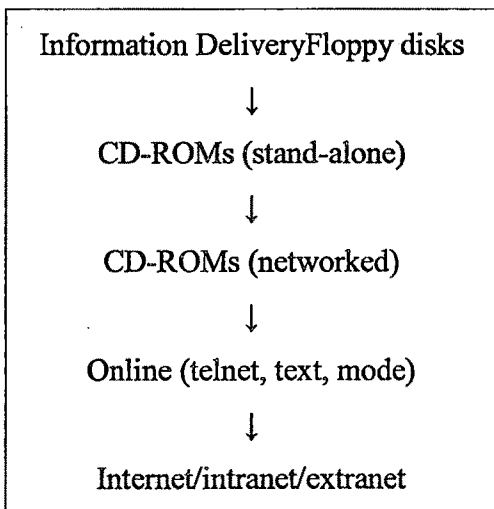 Information DeliveryFloppy disks
↓
CD-ROMs (stand-alone)
↓
CD-ROMs (networked)
↓
Online (telnet, text, mode)
↓
Internet/intranet/extranet